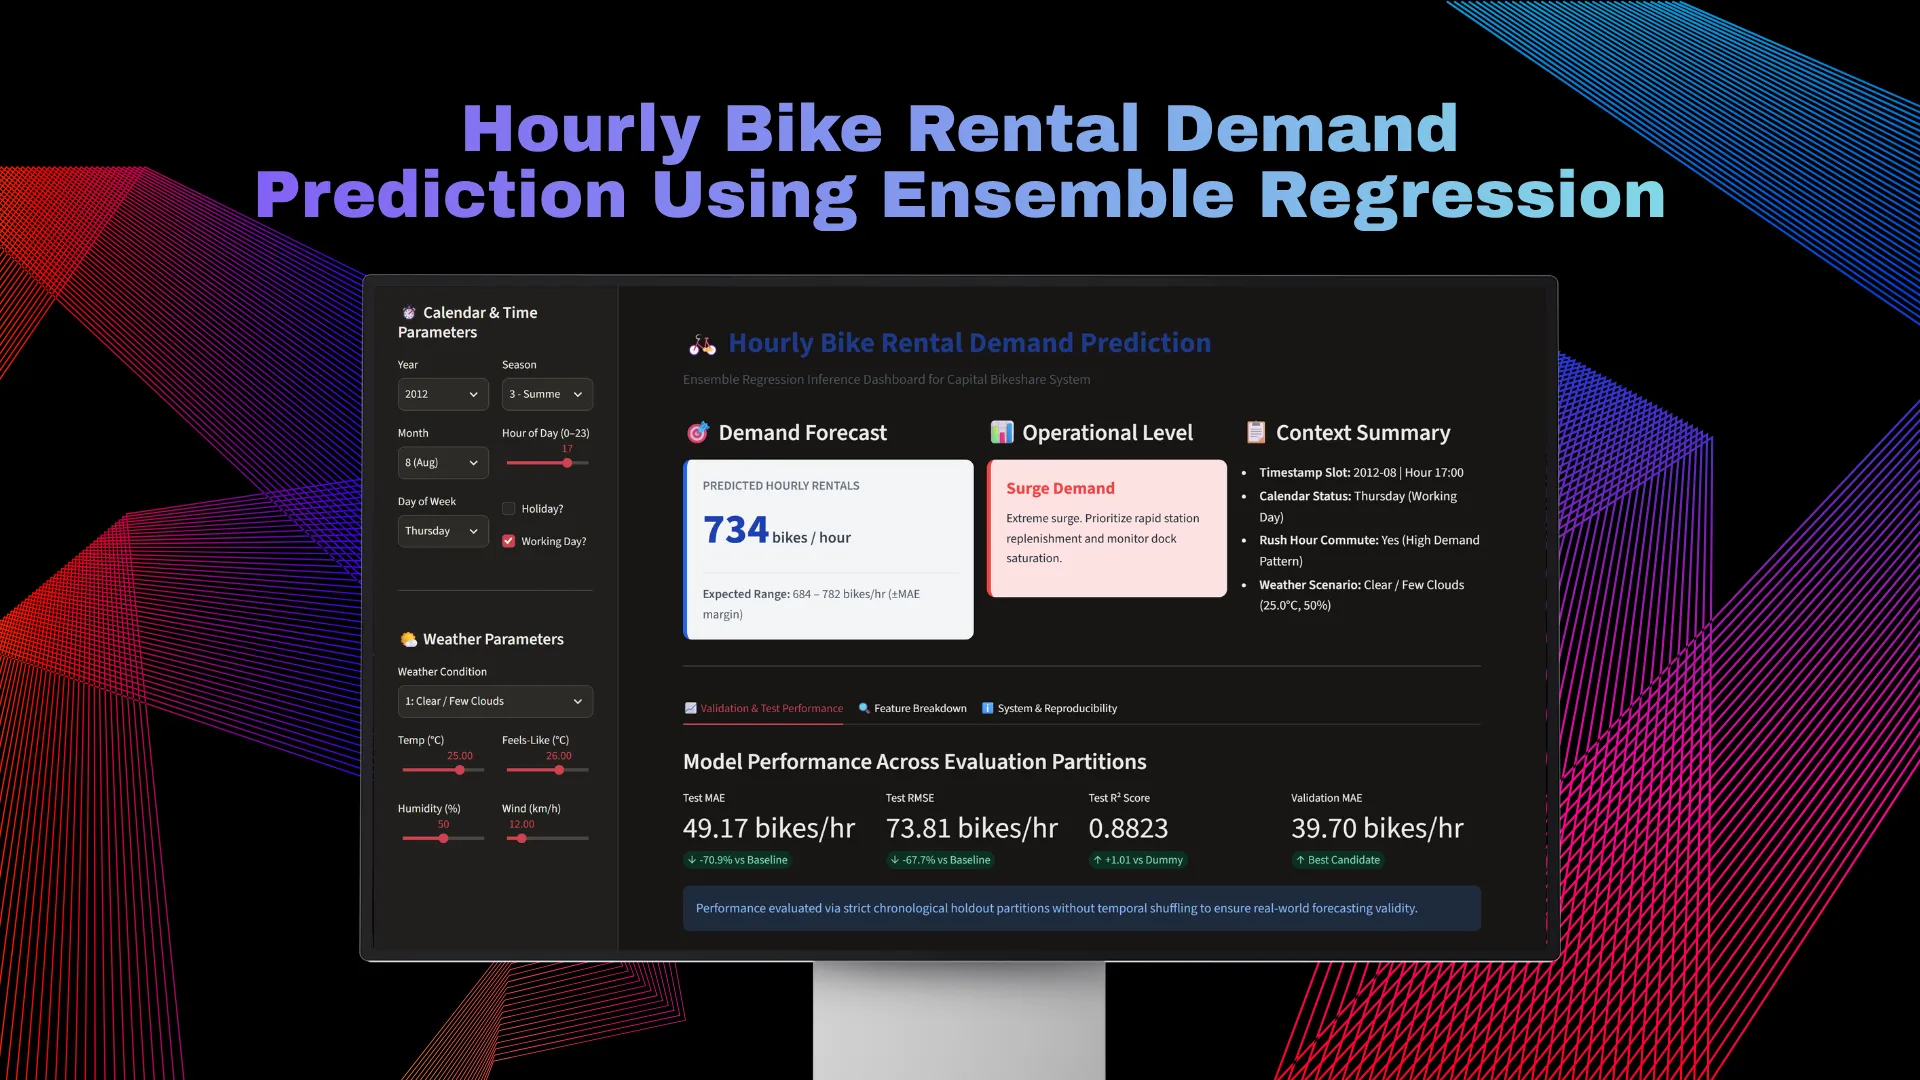 Hourly Bike Rental Demand
Prediction Using Ensemble Regression
Calendar & Time
Parameters
Year
Season
2012
3 - Summe
Month
Hour of Day (0–23)
17
8 (Aug)
Day of Week
Holiday?
Thursday
Working Day?
Weather Parameters
Weather Condition
1: Clear / Few Clouds
Temp (°C)
Feels-Like (°C)
25.00
26.00
Humidity (%)
Wind (km/h)
50
12.00
Hourly Bike Rental Demand Prediction
Ensemble Regression Inference Dashboard for Capital Bikeshare System
Demand Forecast
PREDICTED HOURLY RENTALS
734 bikes / hour
Expected Range: 684 – 782 bikes/hr (±MAE
margin)
Operational Level
Surge Demand
Extreme surge. Prioritize rapid station
replenishment and monitor dock
saturation.
Context Summary
• Timestamp Slot: 2012-08 | Hour 17:00
• Calendar Status: Thursday (Working
Day)
• Rush Hour Commute: Yes (High Demand
Pattern)
• Weather Scenario: Clear / Few Clouds
(25.0°C, 50%)
Validation & Test Performance
Feature Breakdown
System & Reproducibility
Model Performance Across Evaluation Partitions
Test MAE
49.17 bikes/hr
↓ -70.9% vs Baseline
Test RMSE
73.81 bikes/hr
↓ -67.7% vs Baseline
Test R² Score
0.8823
↑ +1.01 vs Dummy
Validation MAE
39.70 bikes/hr
↑ Best Candidate
Performance evaluated via strict chronological holdout partitions without temporal shuffling to ensure real-world forecasting validity.